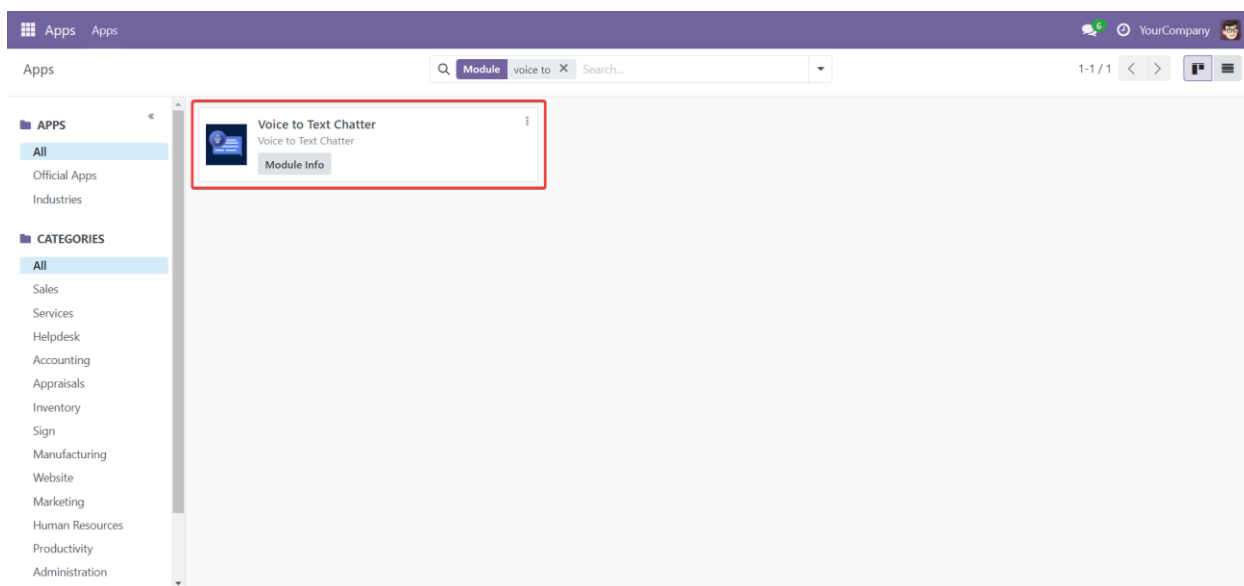 Apps Apps 6 YourCompany
Apps Module voice to Search... 1-1 / 1
APPS
All
Official Apps
Industries
CATEGORIES
All
Sales
Services
Helpdesk
Accounting
Appraisals
Inventory
Sign
Manufacturing
Website
Marketing
Human Resources
Productivity
Administration
Voice to Text Chatter
Voice to Text Chatter
Module Info